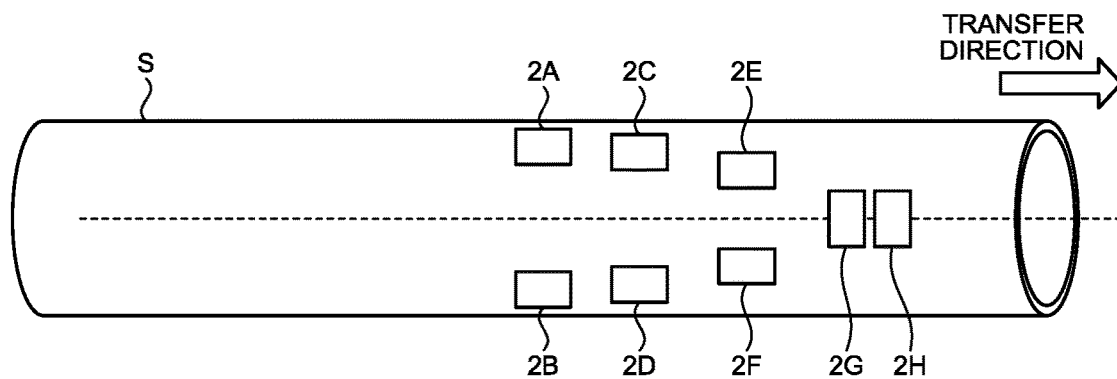 TRANSFER
DIRECTION
S
2A
2C
2E
2B
2D
2F
2G
2H